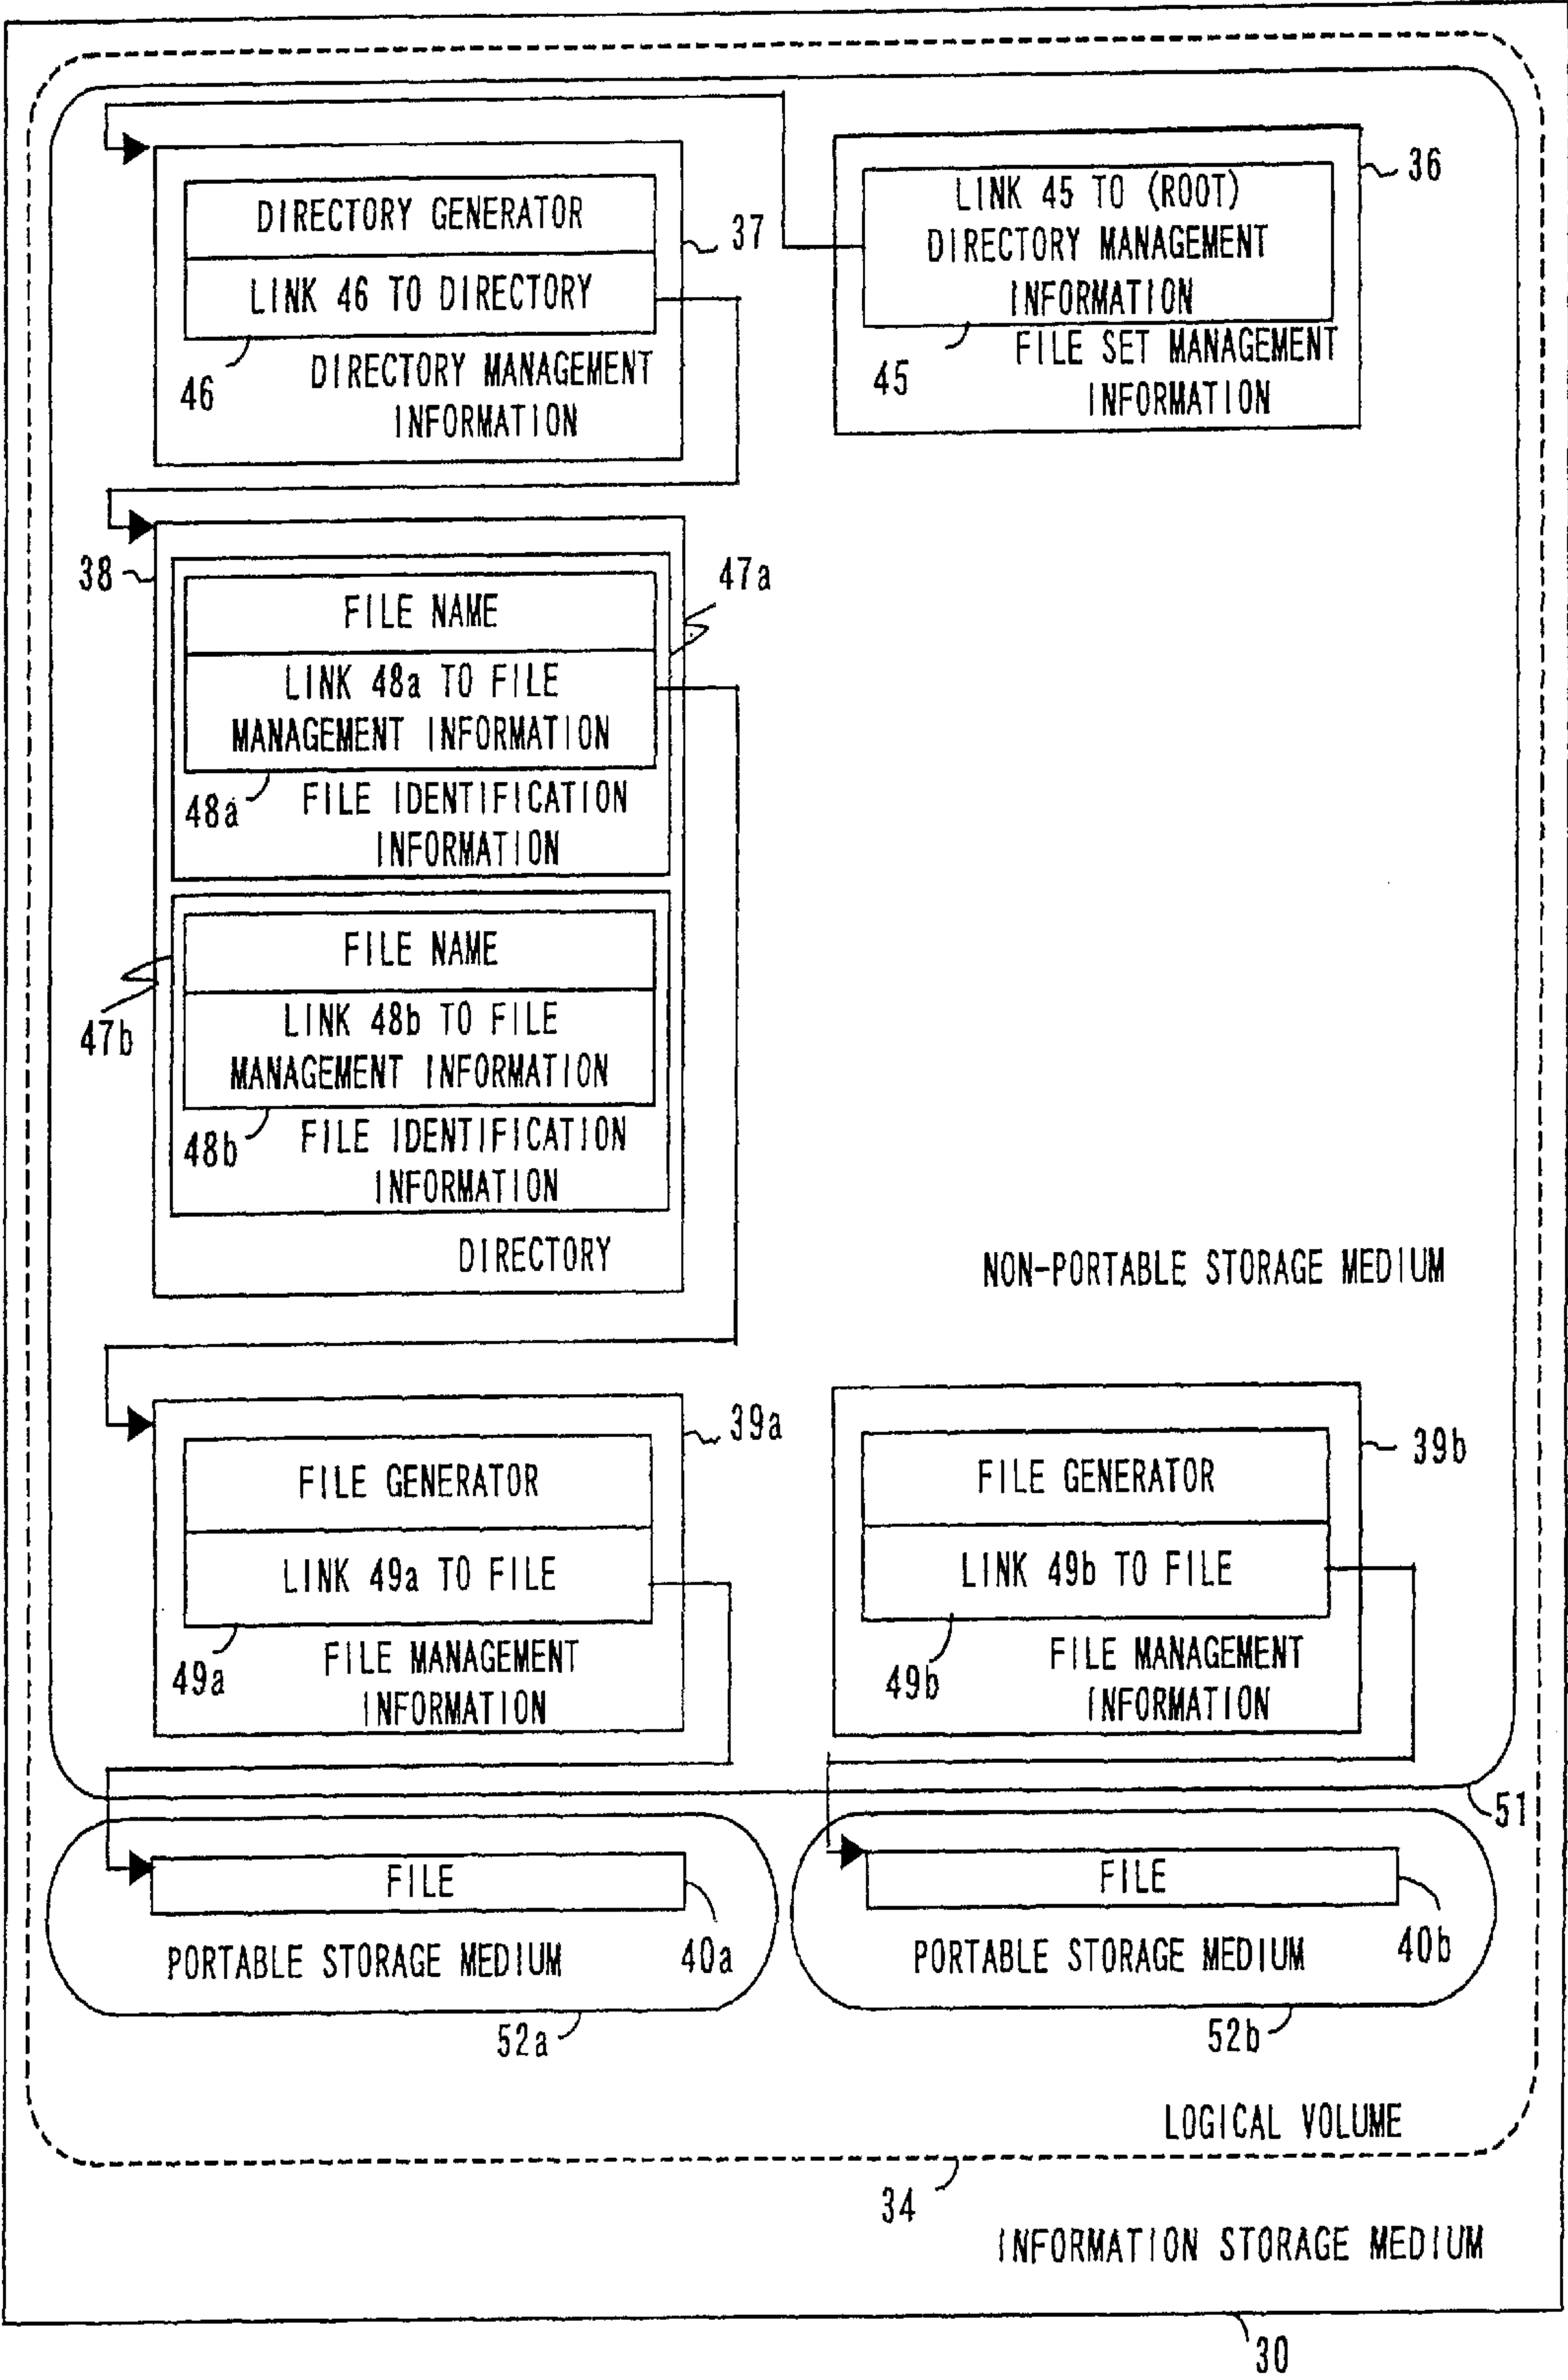 DIRECTORY GENERATOR
LINK 46 TO DIRECTORY
46
DIRECTORY MANAGEMENT
INFORMATION
37
LINK 45 TO (ROOT)
DIRECTORY MANAGEMENT
INFORMATION
45
FILE SET MANAGEMENT
INFORMATION
36
38
47a
FILE NAME
LINK 48a TO FILE
MANAGEMENT INFORMATION
48a
FILE IDENTIFICATION
INFORMATION
FILE NAME
LINK 48b TO FILE
MANAGEMENT INFORMATION
47b
48b
FILE IDENTIFICATION
INFORMATION
DIRECTORY
NON-PORTABLE STORAGE MEDIUM
FILE GENERATOR
LINK 49a TO FILE
49a
FILE MANAGEMENT
INFORMATION
39a
FILE GENERATOR
LINK 49b TO FILE
49b
FILE MANAGEMENT
INFORMATION
39b
51
FILE
40a
PORTABLE STORAGE MEDIUM
52a
FILE
40b
PORTABLE STORAGE MEDIUM
52b
LOGICAL VOLUME
34
INFORMATION STORAGE MEDIUM
30